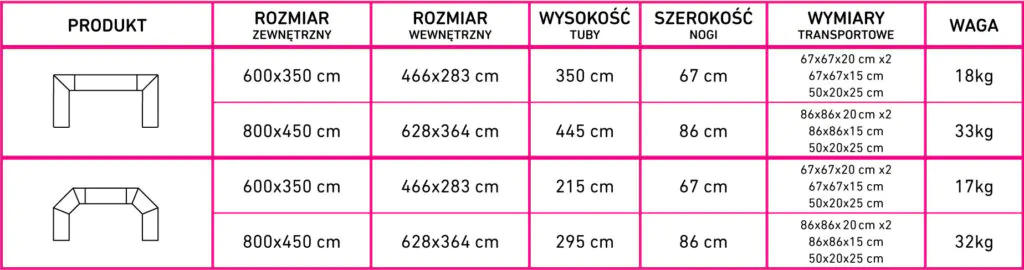 PRODUKT
ROZMIAR
ZEWNĘTRZNY
ROZMIAR
WEWNĘTRZNY
WYSOKOŚĆ
TUBY
SZEROKOŚĆ
NOGI
WYMIARY
TRANSPORTOWE
WAGA
600x350 cm
466x283 cm
350 cm
67 cm
67x67x20 cm x2
67x67x15 cm
50x20x25 cm
18kg
800x450 cm
628x364 cm
445 cm
86 cm
86x86x20 cm x2
86x86x15 cm
50x20x25 cm
33kg
600x350 cm
466x283 cm
215 cm
67 cm
67x67x20 cm x2
67x67x15 cm
50x20x25 cm
17kg
800x450 cm
628x364 cm
295 cm
86 cm
86x86x20 cm x2
86x86x15 cm
50x20x25 cm
32kg